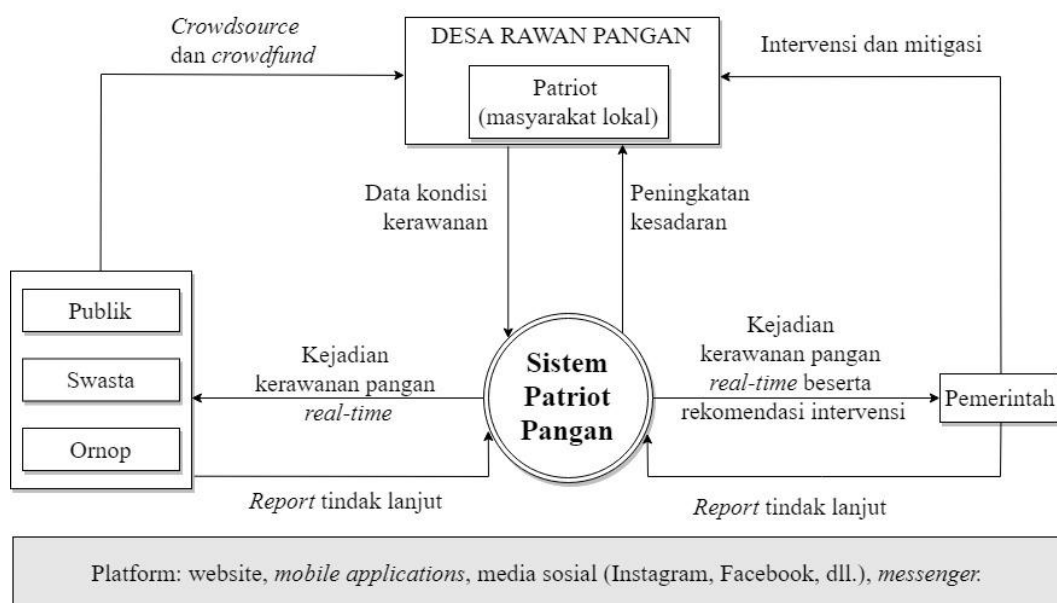 Crowdsource
dan crowdfund
DESA RAWAN PANGAN
Patriot
(masyarakat lokal)
Intervensi dan mitigasi
Data kondisi
kerawanan
Peningkatan
kesadaran
Publik
Swasta
Ornop
Kejadian
kerawanan pangan
real-time
Sistem
Patriot
Pangan
Kejadian
kerawanan pangan
real-time beserta
rekomendasi intervensi
Pemerintah
Report tindak lanjut
Report tindak lanjut
Platform: website, mobile applications, media sosial (Instagram, Facebook, dll.), messenger.